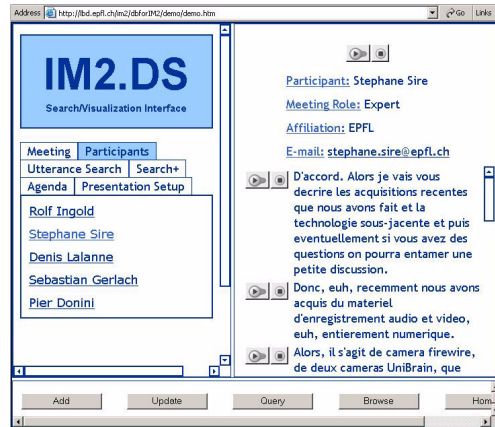 Address http://lbd.epfl.ch/im2/dbforIM2/demo/demo.htm Go Links
IM2.DS
Search/Visualization Interface
Meeting Participants
Utterance Search Search+
Agenda Presentation Setup
Rolf Ingold
Stephane Sire
Denis Lalanne
Sebastian Gerlach
Pier Donini
Participant: Stephane Sire
Meeting Role: Expert
Affiliation: EPFL
E-mail: stephane.sire@epfl.ch
D'accord. Alors je vais vous
decrire les acquisitions recentes
que nous avons fait et la
technologie sous-jacente et puis
eventuellement si vous avez des
questions on pourra entamer une
petite discussion.
Donc, euh, recemment nous avons
acquis du materiel
d'enregistrement audio et video,
euh, entierement numerique.
Alors, il s'agit de camera firewire,
de deux cameras UniBrain, que
Add Update Query Browse Hom